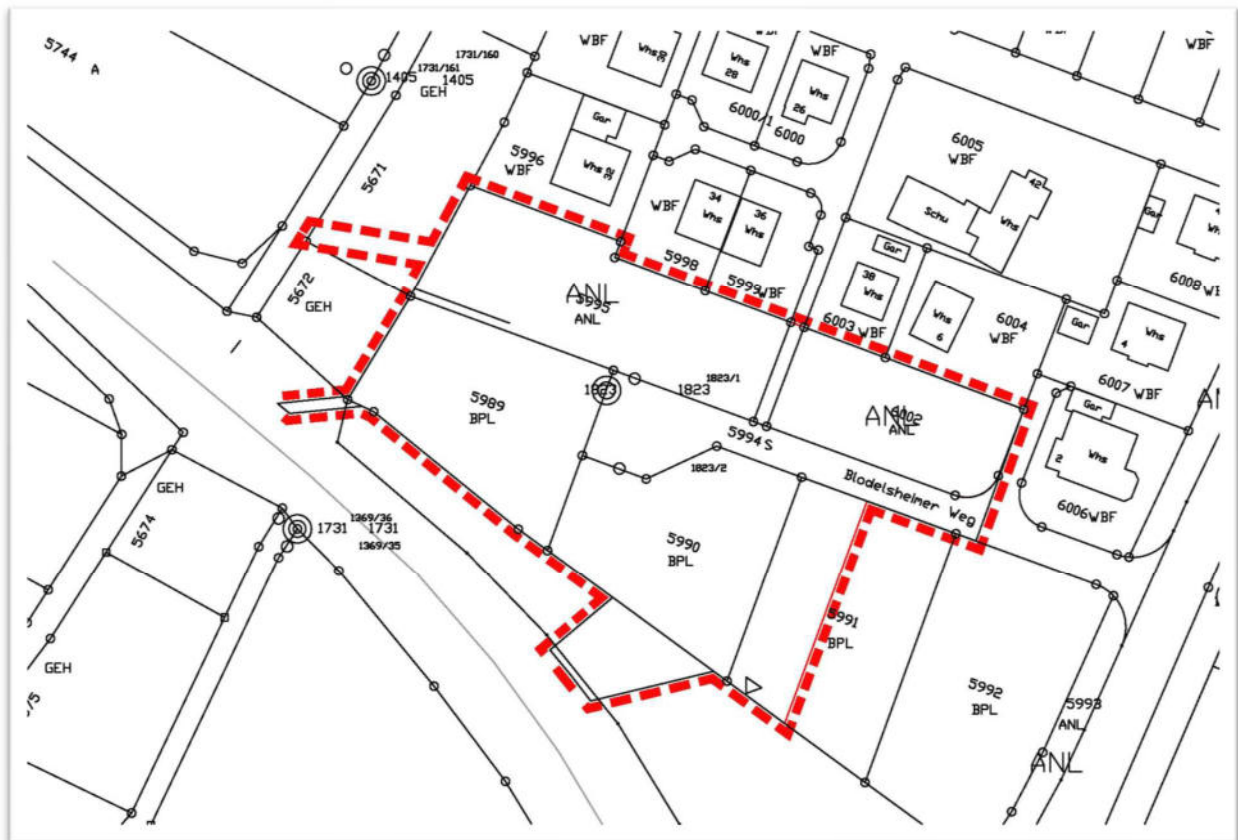 5744 A
1731/160
1731/161
1405
1405
GEH
WBF
Whs
30
Whs
28
WBF
Whs
26
6000/1
6000
WBF
WBF
5671
5996
WBF
Gar
Whs
32
WBF
34
Whs
36
Whs
5998
5999
WBF
6005
WBF
Schu
Whs
42
Gar
Gar
38
Whs
6003
WBF
Whs
6
6004
WBF
Gar
Whs
4
6008 WBF
6007 WBF
Gar
2
Whs
6006 WBF
5672
GEH
ANL
5995
ANL
1823
1823/1
1823
ANL
6002
ANL
5989
BPL
5994 S
1823/2
Blodelsheimer Weg
GEH
5674
1731
1369/36
1731
1369/35
5990
BPL
5991
BPL
5992
BPL
5993
ANL
ANL
GEH